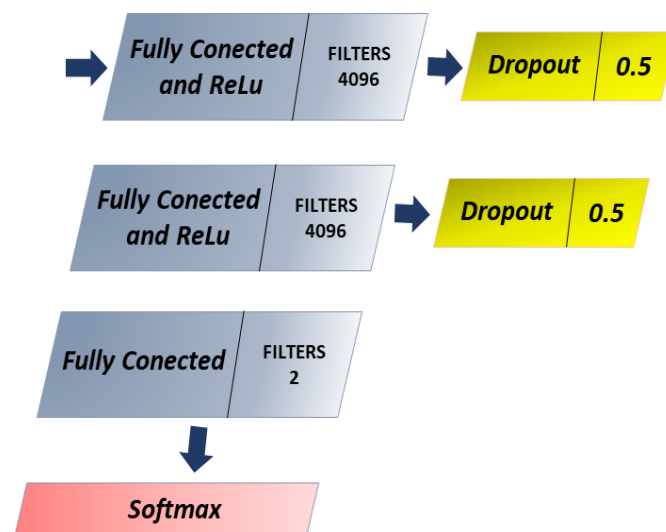 Fully Conected
and ReLu
FILTERS
4096
Dropout
0.5
Fully Conected
and ReLu
FILTERS
4096
Dropout
0.5
Fully Conected
FILTERS
2
Softmax